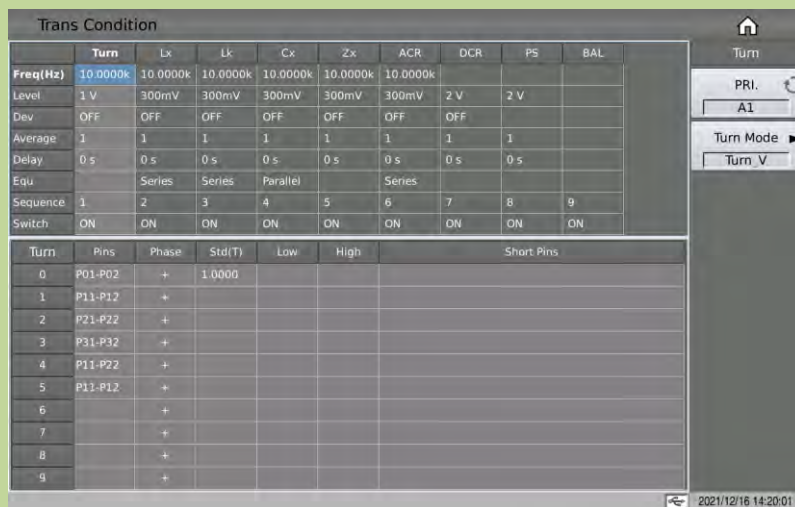 Trans Condition
Turn Lx Lk Cx Zx ACR DCR PS BAL
Freq(Hz) 10.0000k 10.0000k 10.0000k 10.0000k 10.0000k 10.0000k
Level 1 V 300mV 300mV 300mV 300mV 300mV 2 V 2 V
Dev OFF OFF OFF OFF OFF OFF OFF
Average 1 1 1 1 1 1 1 1
Delay 0 s 0 s 0 s 0 s 0 s 0 s 0 s 0 s
Equ Series Series Parallel Series
Sequence 1 2 3 4 5 6 7 8 9
Switch ON ON ON ON ON ON ON ON ON
Turn Pins Phase Std(T) Low High Short Pins
0 P01-P02 + 1.0000
1 P11-P12 +
2 P21-P22 +
3 P31-P32 +
4 P11-P22 +
5 P11-P12 +
6 +
7 +
8 +
9 +
Turn
PRI.
A1
Turn Mode
Turn_V
2021/12/16 14:20:01